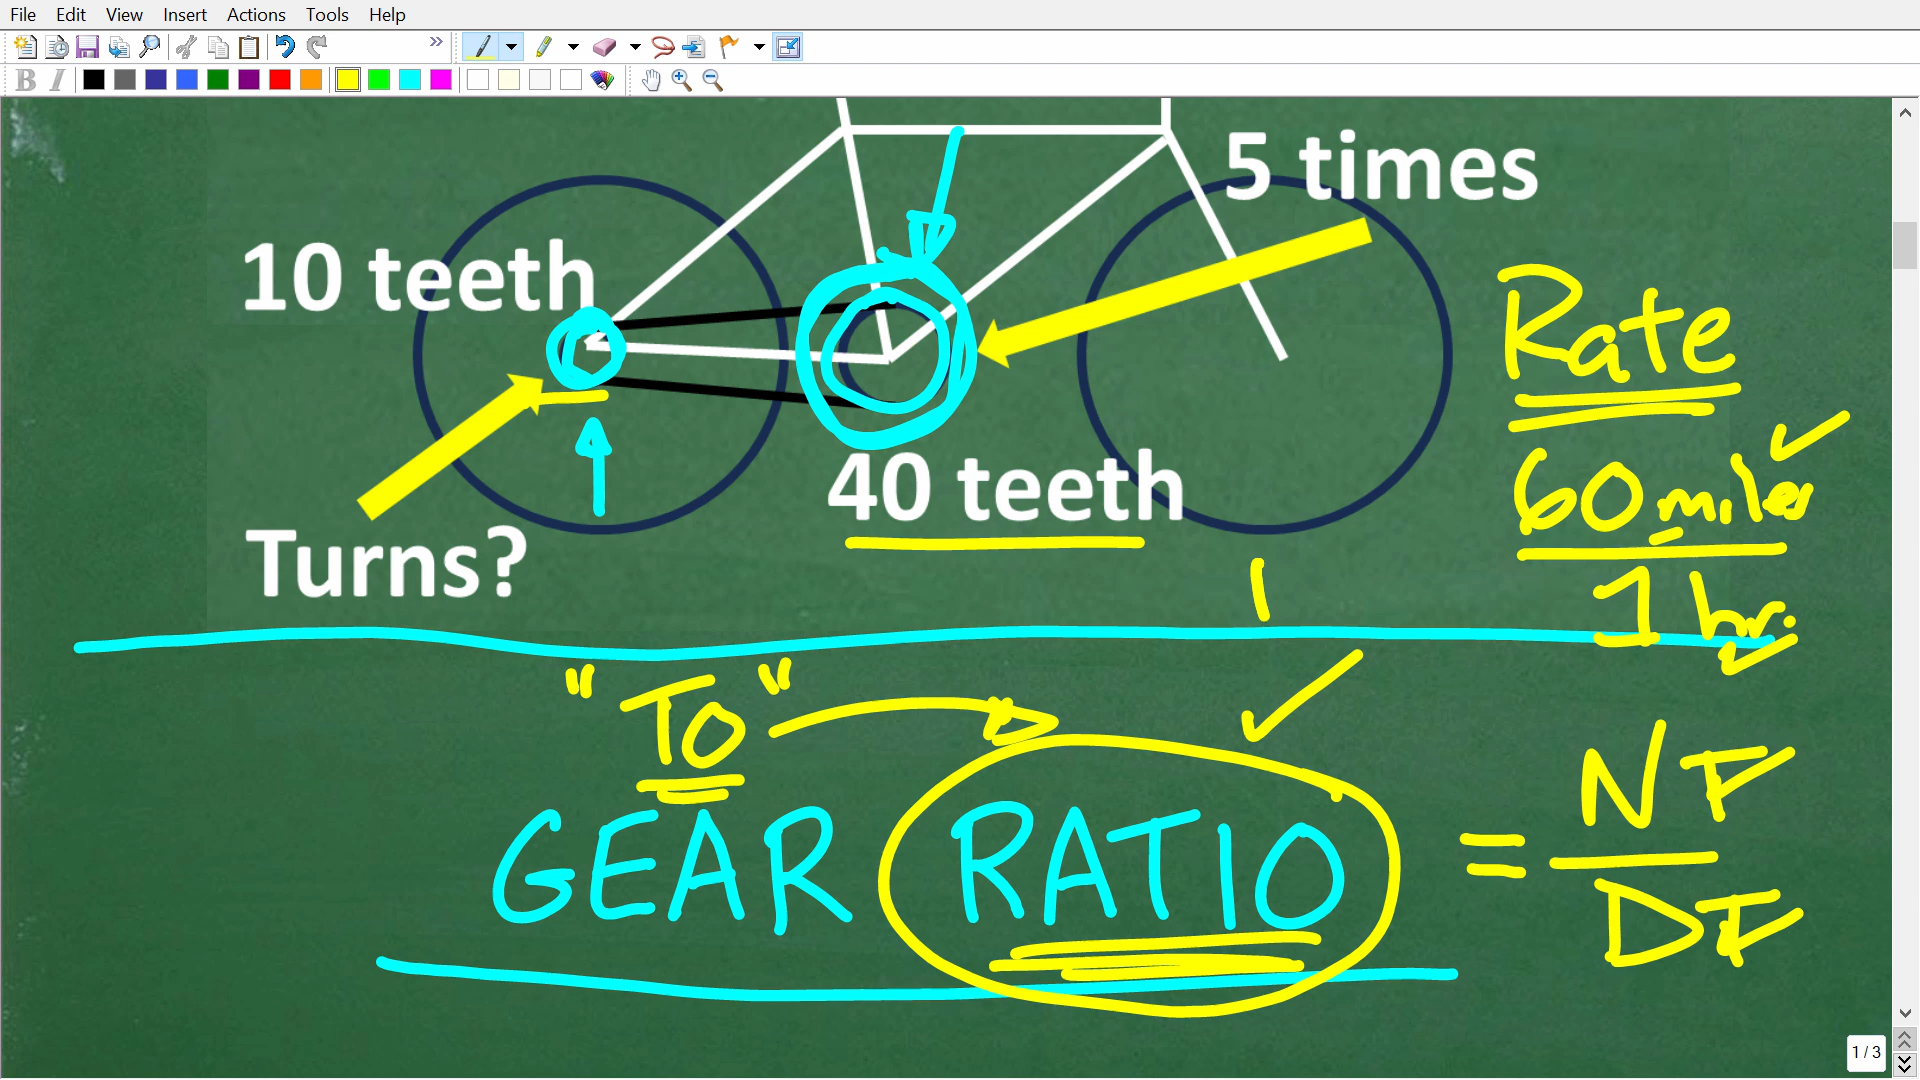 File Edit View Insert Actions Tools Help
B I
5 times
10 teeth
Rate
60 miles
1 hr.
40 teeth
Turns?
1
"TO"
GEAR RATIO = NF
DF
1 / 3